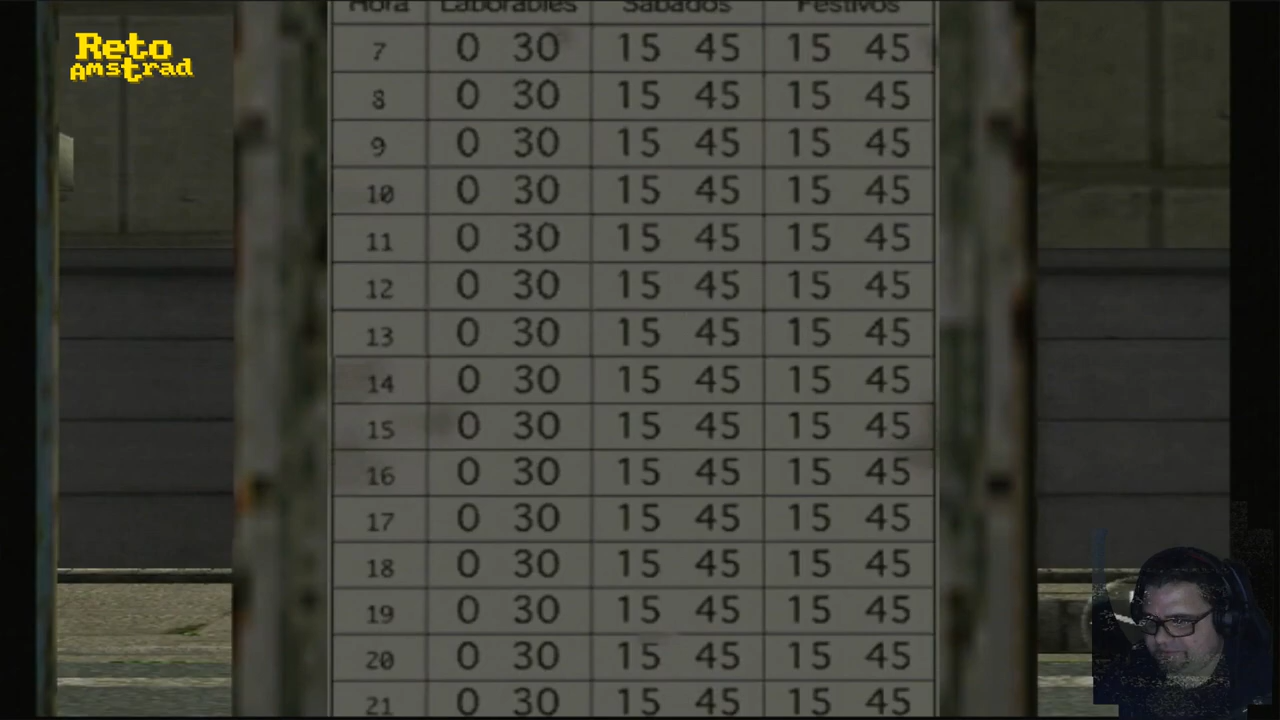 Reto
Amstrad
Hora Laborables Sábados Festivos
7 0 30 15 45 15 45
8 0 30 15 45 15 45
9 0 30 15 45 15 45
10 0 30 15 45 15 45
11 0 30 15 45 15 45
12 0 30 15 45 15 45
13 0 30 15 45 15 45
14 0 30 15 45 15 45
15 0 30 15 45 15 45
16 0 30 15 45 15 45
17 0 30 15 45 15 45
18 0 30 15 45 15 45
19 0 30 15 45 15 45
20 0 30 15 45 15 45
21 0 30 15 45 15 45